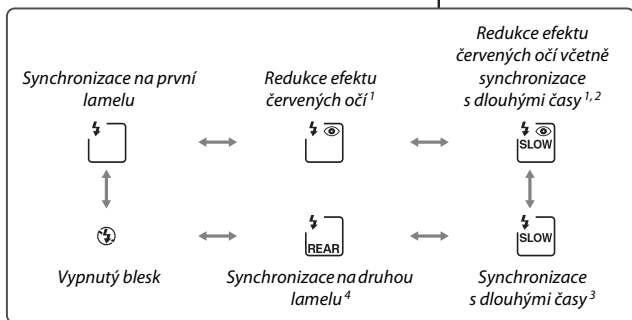 Synchronizace na první
lamelu
Redukce efektu
červených očí 1
Redukce efektu
červených očí včetně
synchronizace
s dlouhými časy 1, 2
SLOW
REAR
SLOW
Vypnutý blesk
Synchronizace na druhou
lamelu 4
Synchronizace
s dlouhými časy 3